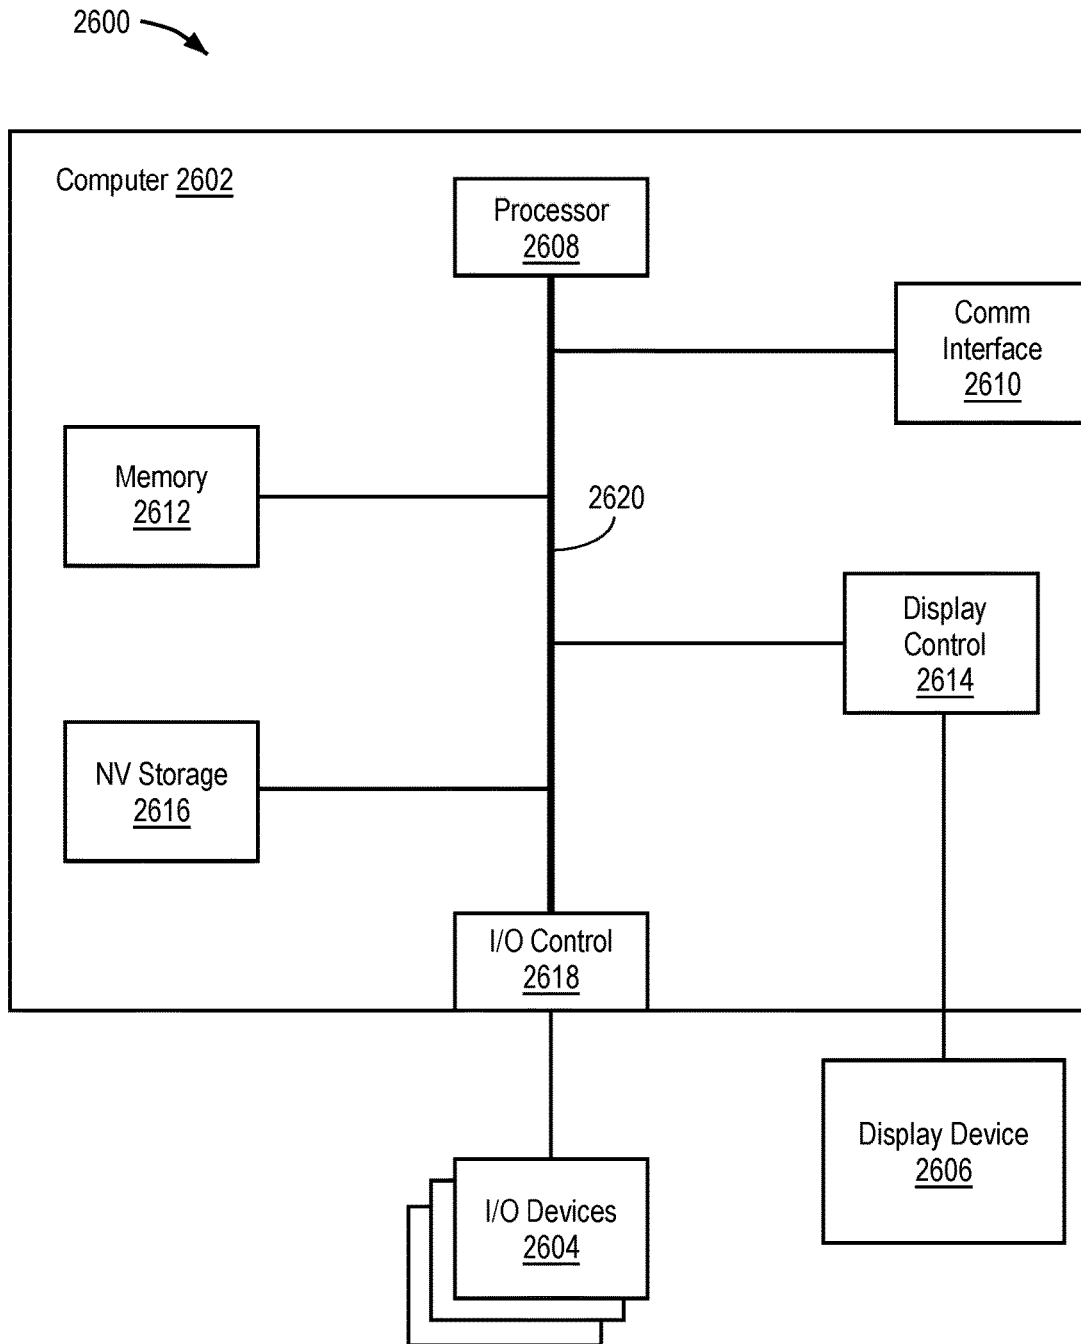 2600
Computer 2602
Processor
2608
Comm
Interface
2610
Memory
2612
2620
Display
Control
2614
NV Storage
2616
I/O Control
2618
Display Device
2606
I/O Devices
2604